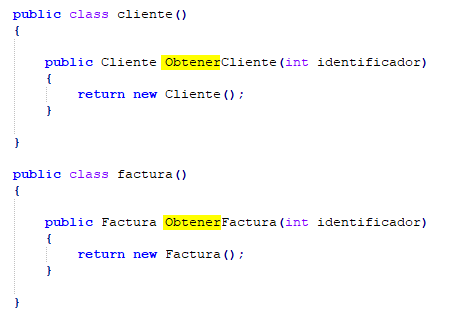 public class cliente()
{
public Cliente ObtenerCliente(int identificador)
{
return new Cliente();
}
}
public class factura()
{
public Factura ObtenerFactura(int identificador)
{
return new Factura();
}
}